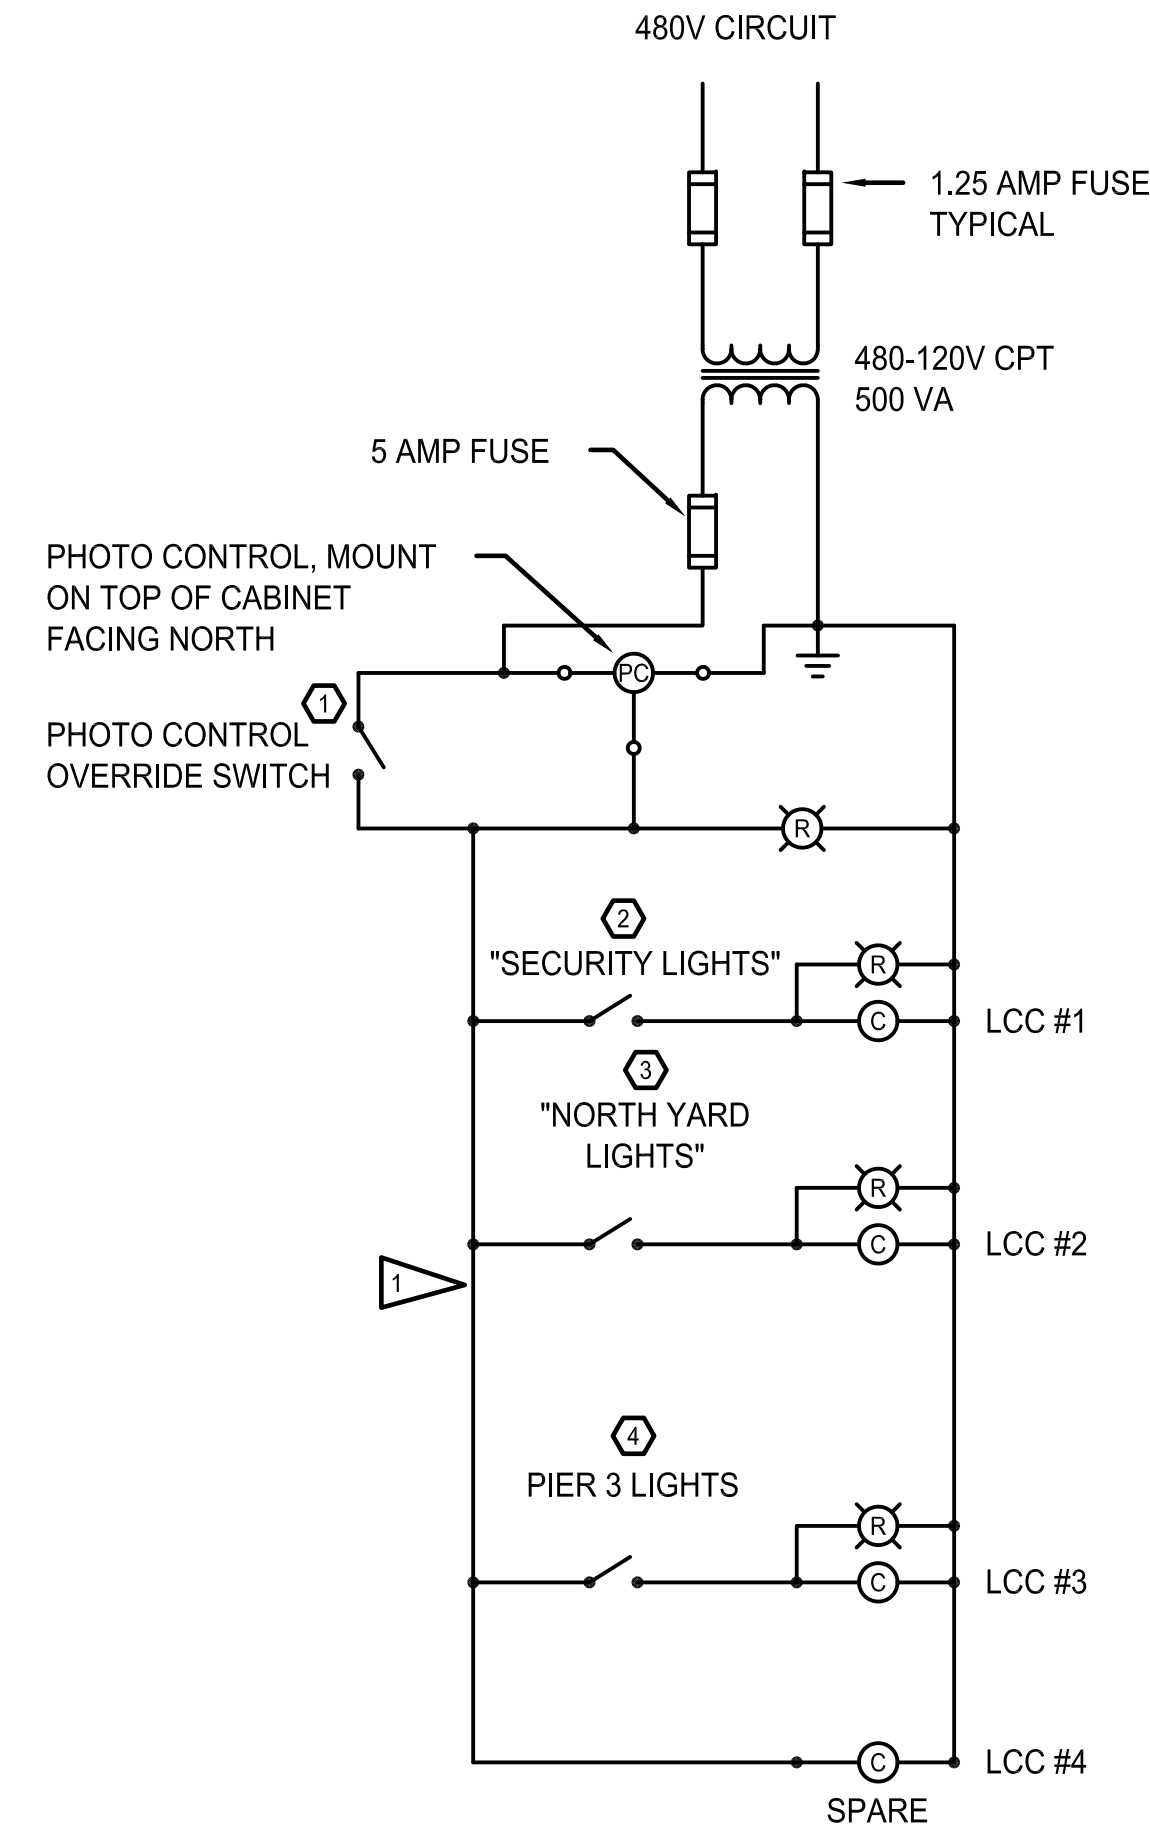 480V CIRCUIT
1.25 AMP FUSE
TYPICAL
480-120V CPT
500 VA
5 AMP FUSE
PHOTO CONTROL, MOUNT
ON TOP OF CABINET
FACING NORTH
PC
1
PHOTO CONTROL
OVERRIDE SWITCH
R
2
"SECURITY LIGHTS"
R
C
LCC #1
3
"NORTH YARD
LIGHTS"
R
C
LCC #2
1
4
PIER 3 LIGHTS
R
C
LCC #3
C
LCC #4
SPARE